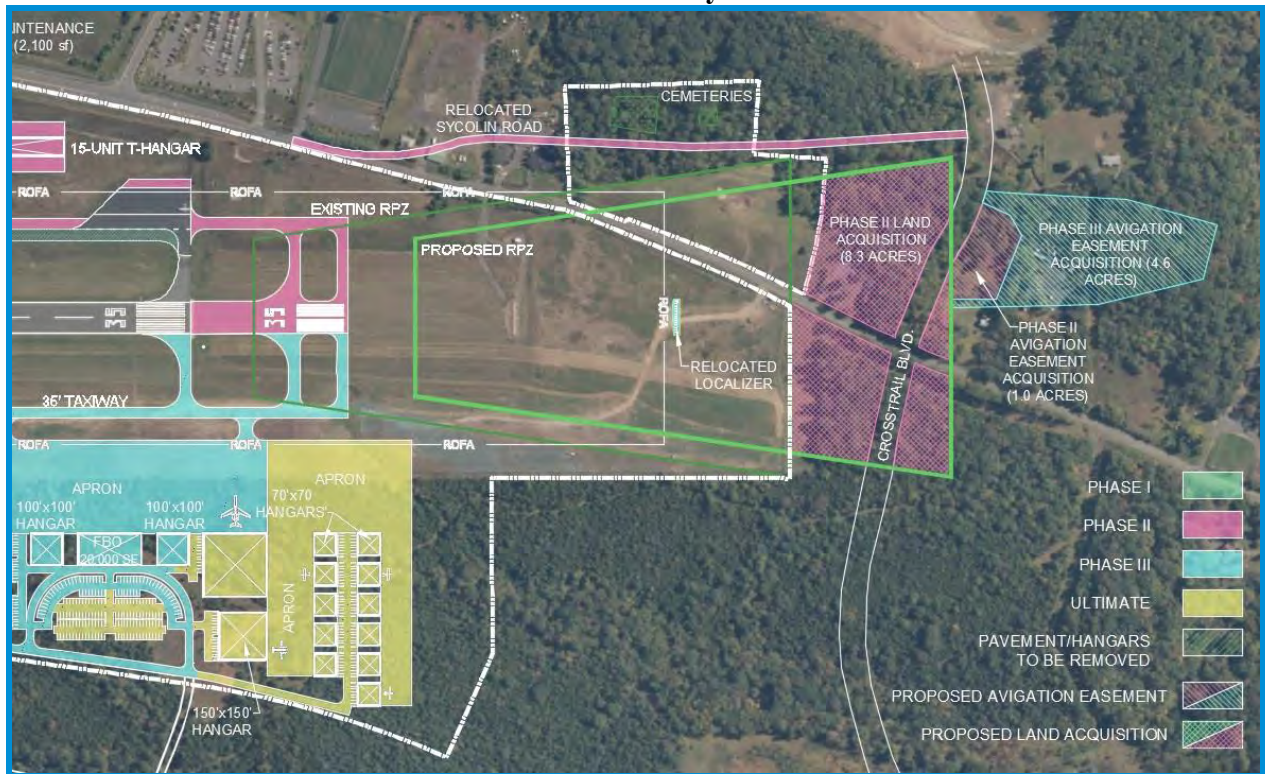 INTENANCE
(2,100 sf)
CEMETERIES
RELOCATED
SYCOLIN ROAD
15-UNIT T-HANGAR
ROFA
ROFA
ROFA
EXISTING RPZ
PROPOSED RPZ
PHASE II LAND
ACQUISITION
(8.3 ACRES)
PHASE III AVIGATION
EASEMENT
ACQUISITION (4.6
ACRES)
35
35
ROFA
RELOCATED
LOCALIZER
PHASE II
AVIGATION
EASEMENT
ACQUISITION
(1.0 ACRES)
CROSSTRAIL BLVD.
35' TAXIWAY
ROFA
ROFA
ROFA
APRON
APRON
100'x100'
HANGAR
100'x100'
HANGAR
70'x70
HANGARS'
FBO
APRON
150'x150'
HANGAR
PHASE I
PHASE II
PHASE III
ULTIMATE
PAVEMENT/HANGARS
TO BE REMOVED
PROPOSED AVIGATION EASEMENT
PROPOSED LAND ACQUISITION